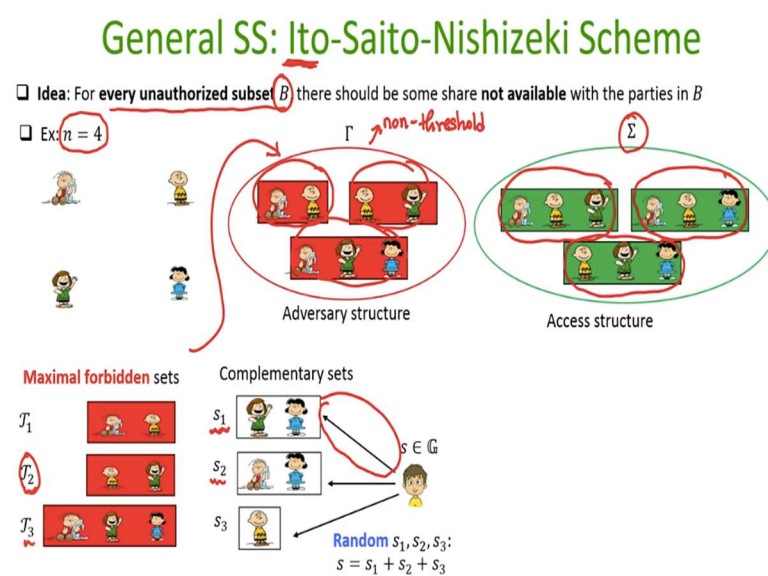 General SS: Ito-Saito-Nishizeki Scheme
Idea: For every unauthorized subset B, there should be some share not available with the parties in B
Ex: n = 4
Γ
non-threshold
Σ
Adversary structure
Access structure
Maximal forbidden sets
Complementary sets
𝒯₁
s₁
s ∈ 𝔾
𝒯₂
s₂
𝒯₃
s₃
Random s₁, s₂, s₃:
s = s₁ + s₂ + s₃